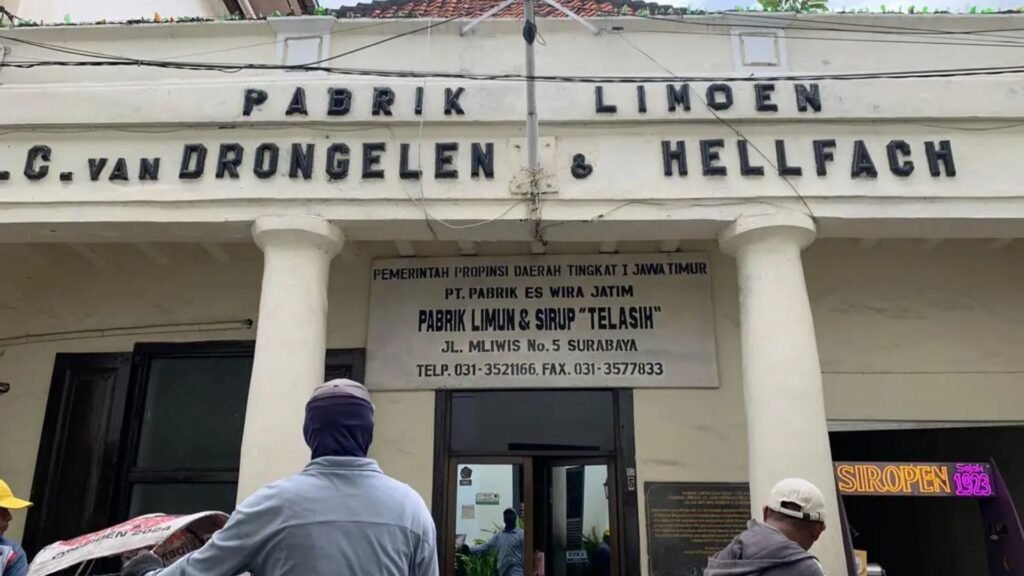 PABRIK LIMOEN
.C. VAN DRONGELEN & HELLFACH
PEMERINTAH PROPINSI DAERAH TINGKAT I JAWA TIMUR
PT. PABRIK ES WIRA JATIM
PABRIK LIMUN & SIRUP "TELASIH"
JL. MLIWIS No. 5 SURABAYA
TELP. 031-3521166, FAX. 031-3577833
SIROPEN Sejak 1923
BUKA